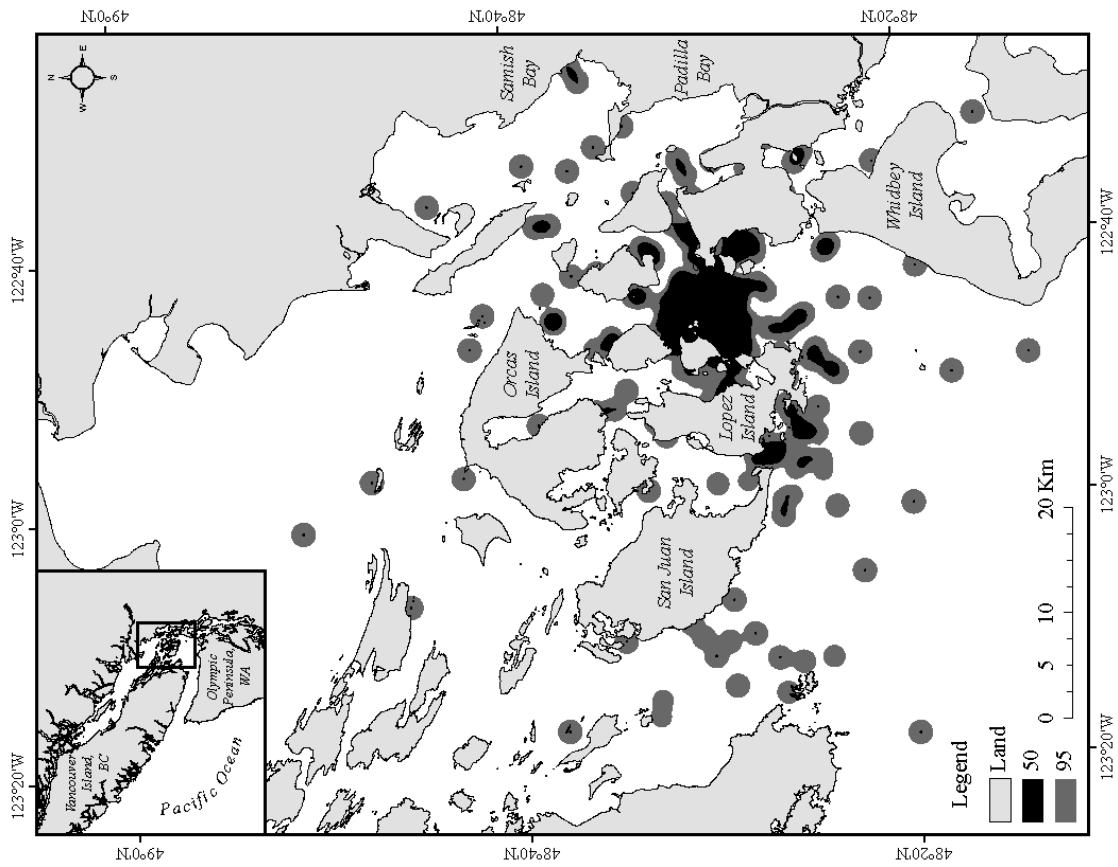 123°20'W
123°0'W
122°40'W
49°0'N
49°0'N
48°40'N
48°40'N
48°20'N
48°20'N
123°20'W
123°0'W
122°40'W
N
W
E
S
Vancouver
Island,
BC
Olympic
Peninsula,
WA
Pacific Ocean
Samish
Bay
Padilla
Bay
Orcas
Island
Lopez
Island
San Juan
Island
Whidbey
Island
Legend
Land
50
95
0
5
10
20 Km